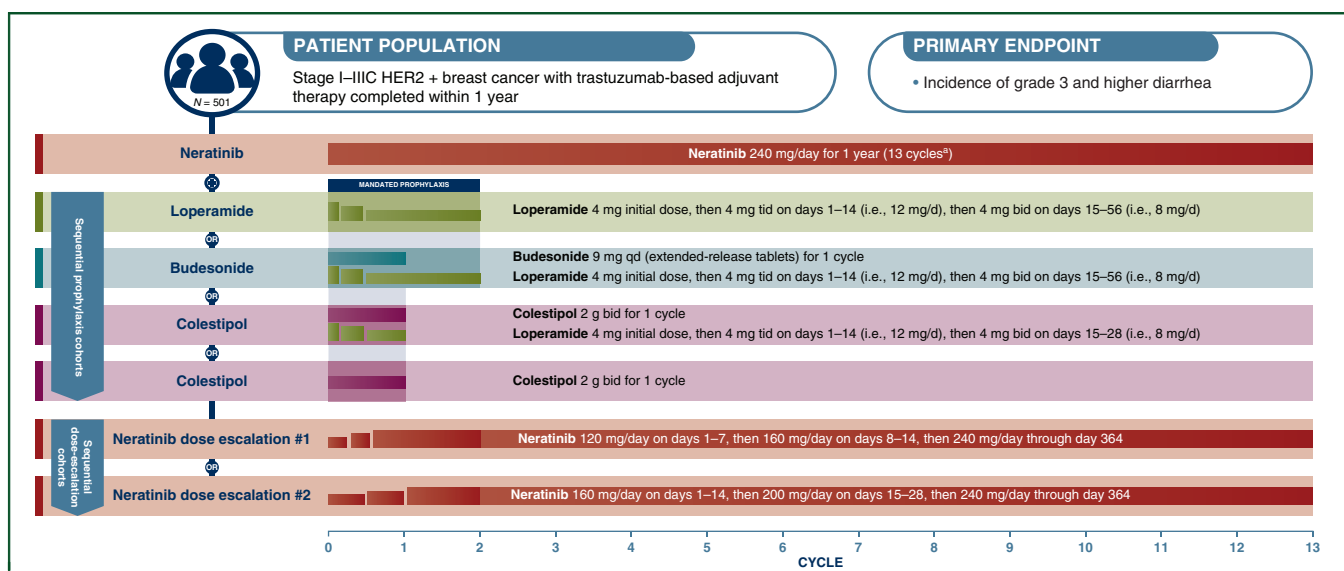 PATIENT POPULATION
Stage I–IIIC HER2 + breast cancer with trastuzumab-based adjuvant
therapy completed within 1 year
N = 501
PRIMARY ENDPOINT
• Incidence of grade 3 and higher diarrhea
Neratinib
Neratinib 240 mg/day for 1 year (13 cyclesᵃ)
MANDATED PROPHYLAXIS
Sequential prophylaxis cohorts
Loperamide
Loperamide 4 mg initial dose, then 4 mg tid on days 1–14 (i.e., 12 mg/d), then 4 mg bid on days 15–56 (i.e., 8 mg/d)
OR
Budesonide
Budesonide 9 mg qd (extended-release tablets) for 1 cycle
Loperamide 4 mg initial dose, then 4 mg tid on days 1–14 (i.e., 12 mg/d), then 4 mg bid on days 15–56 (i.e., 8 mg/d)
OR
Colestipol
Colestipol 2 g bid for 1 cycle
Loperamide 4 mg initial dose, then 4 mg tid on days 1–14 (i.e., 12 mg/d), then 4 mg bid on days 15–28 (i.e., 8 mg/d)
OR
Colestipol
Colestipol 2 g bid for 1 cycle
Sequential
dose-escalation
cohorts
Neratinib dose escalation #1
Neratinib 120 mg/day on days 1–7, then 160 mg/day on days 8–14, then 240 mg/day through day 364
OR
Neratinib dose escalation #2
Neratinib 160 mg/day on days 1–14, then 200 mg/day on days 15–28, then 240 mg/day through day 364
0 1 2 3 4 5 6 7 8 9 10 11 12 13
CYCLE